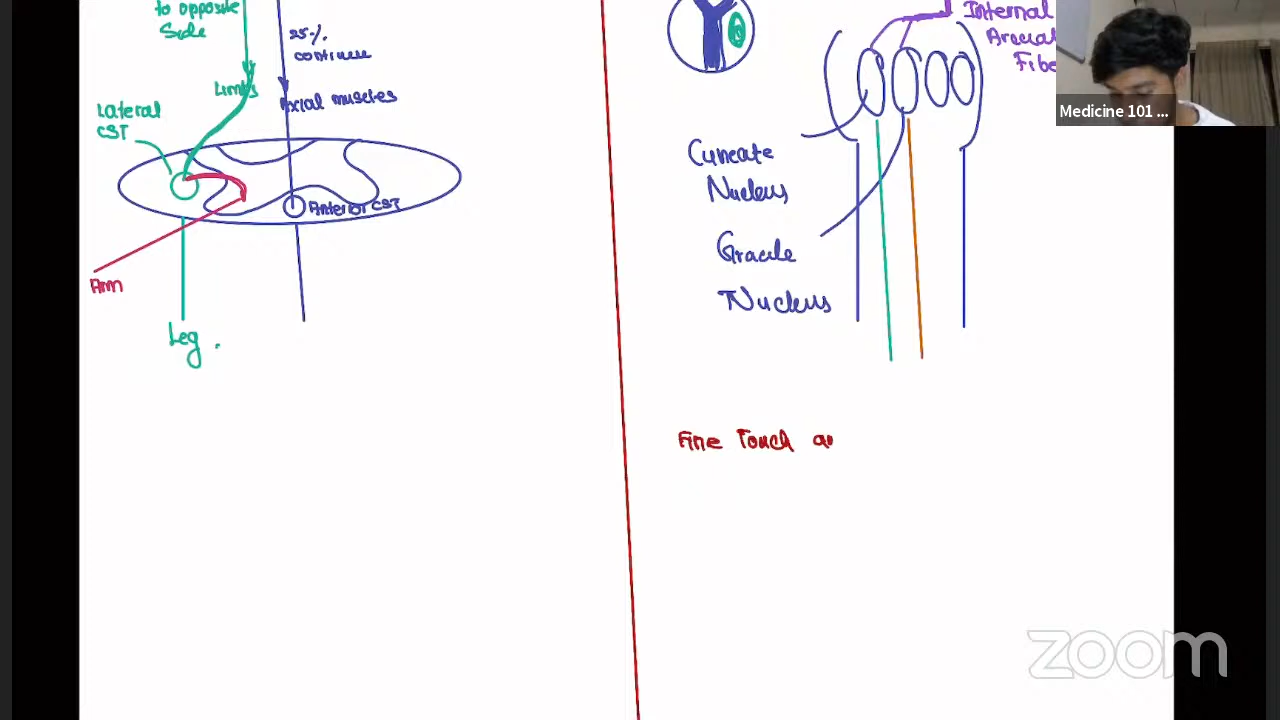 to opposite
Side
25%
continue
Limbs
Axial muscles
Lateral
CST
Anterior CST
Arm
Leg
Internal
Arcuate
Fibe
Medicine 101 ...
Cuneate
Nucleus
Gracile
Nucleus
Fine Touch a
zoom